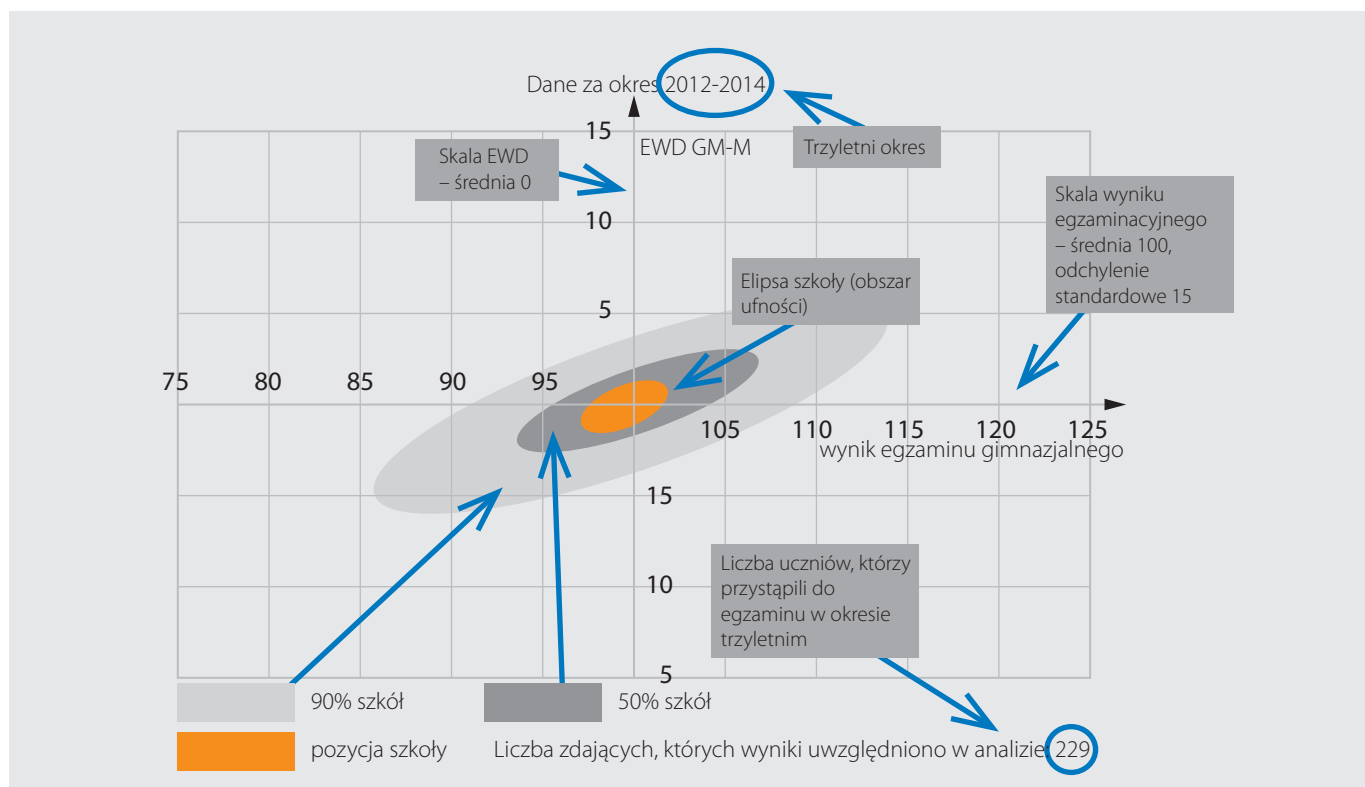 Dane za okres 2012-2014
15
EWD GM-M
Trzyletni okres
Skala EWD
– średnia 0
Skala wyniku
egzaminacyjnego
– średnia 100,
odchylenie
standardowe 15
10
Elipsa szkoły (obszar
ufności)
5
75 80 85 90 95
105 110 115 120 125
wynik egzaminu gimnazjalnego
15
10
Liczba uczniów, którzy
przystąpili do
egzaminu w okresie
trzyletnim
5
90% szkół 50% szkół
pozycja szkoły Liczba zdających, których wyniki uwzględniono w analizie: 229